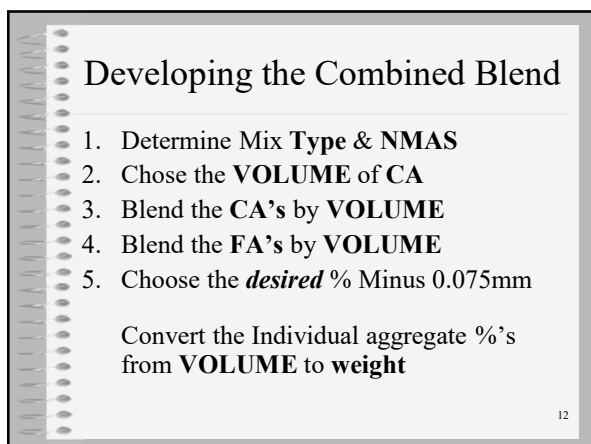 Developing the Combined Blend
1. Determine Mix Type & NMAS
2. Chose the VOLUME of CA
3. Blend the CA's by VOLUME
4. Blend the FA's by VOLUME
5. Choose the desired % Minus 0.075mm
Convert the Individual aggregate %'s
from VOLUME to weight
12